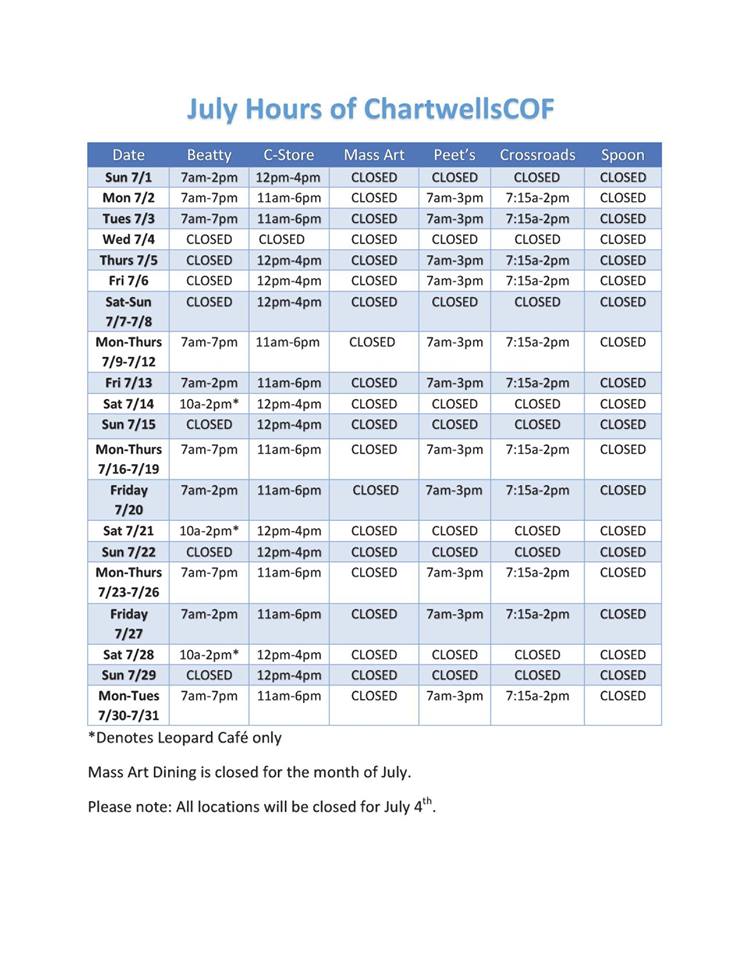 July Hours of ChartwellsCOF
Date Beatty C-Store Mass Art Peet's Crossroads Spoon
Sun 7/1 7am-2pm 12pm-4pm CLOSED CLOSED CLOSED CLOSED
Mon 7/2 7am-7pm 11am-6pm CLOSED 7am-3pm 7:15a-2pm CLOSED
Tues 7/3 7am-7pm 11am-6pm CLOSED 7am-3pm 7:15a-2pm CLOSED
Wed 7/4 CLOSED CLOSED CLOSED CLOSED CLOSED CLOSED
Thurs 7/5 CLOSED 12pm-4pm CLOSED 7am-3pm 7:15a-2pm CLOSED
Fri 7/6 CLOSED 12pm-4pm CLOSED 7am-3pm 7:15a-2pm CLOSED
Sat-Sun CLOSED 12pm-4pm CLOSED CLOSED CLOSED CLOSED
7/7-7/8
Mon-Thurs 7am-7pm 11am-6pm CLOSED 7am-3pm 7:15a-2pm CLOSED
7/9-7/12
Fri 7/13 7am-2pm 11am-6pm CLOSED 7am-3pm 7:15a-2pm CLOSED
Sat 7/14 10a-2pm* 12pm-4pm CLOSED CLOSED CLOSED CLOSED
Sun 7/15 CLOSED 12pm-4pm CLOSED CLOSED CLOSED CLOSED
Mon-Thurs 7am-7pm 11am-6pm CLOSED 7am-3pm 7:15a-2pm CLOSED
7/16-7/19
Friday 7am-2pm 11am-6pm CLOSED 7am-3pm 7:15a-2pm CLOSED
7/20
Sat 7/21 10a-2pm* 12pm-4pm CLOSED CLOSED CLOSED CLOSED
Sun 7/22 CLOSED 12pm-4pm CLOSED CLOSED CLOSED CLOSED
Mon-Thurs 7am-7pm 11am-6pm CLOSED 7am-3pm 7:15a-2pm CLOSED
7/23-7/26
Friday 7am-2pm 11am-6pm CLOSED 7am-3pm 7:15a-2pm CLOSED
7/27
Sat 7/28 10a-2pm* 12pm-4pm CLOSED CLOSED CLOSED CLOSED
Sun 7/29 CLOSED 12pm-4pm CLOSED CLOSED CLOSED CLOSED
Mon-Tues 7am-7pm 11am-6pm CLOSED 7am-3pm 7:15a-2pm CLOSED
7/30-7/31
*Denotes Leopard Café only
Mass Art Dining is closed for the month of July.
Please note: All locations will be closed for July 4th.